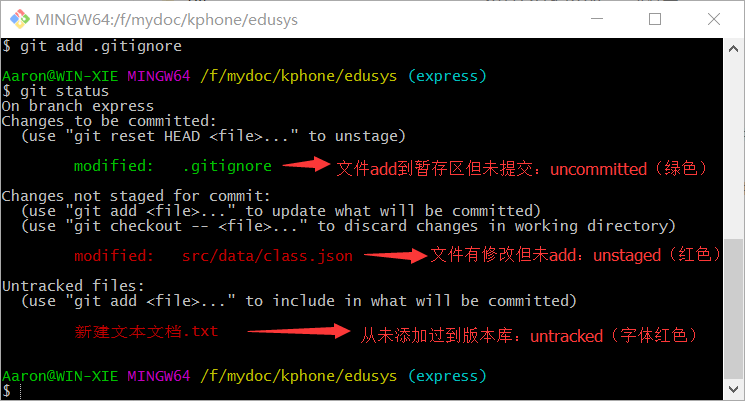 MINGW64:/f/mydoc/kphone/edusys
$ git add .gitignore
Aaron@WIN-XIE MINGW64 /f/mydoc/kphone/edusys (express)
$ git status
On branch express
Changes to be committed:
(use "git reset HEAD <file>..." to unstage)
modified: .gitignore 文件add到暂存区但未提交：uncommitted（绿色）
Changes not staged for commit:
(use "git add <file>..." to update what will be committed)
(use "git checkout -- <file>..." to discard changes in working directory)
modified: src/data/class.json 文件有修改但未add：unstaged（红色）
Untracked files:
(use "git add <file>..." to include in what will be committed)
新建文本文档.txt 从未添加过到版本库：untracked（字体红色）
Aaron@WIN-XIE MINGW64 /f/mydoc/kphone/edusys (express)
$